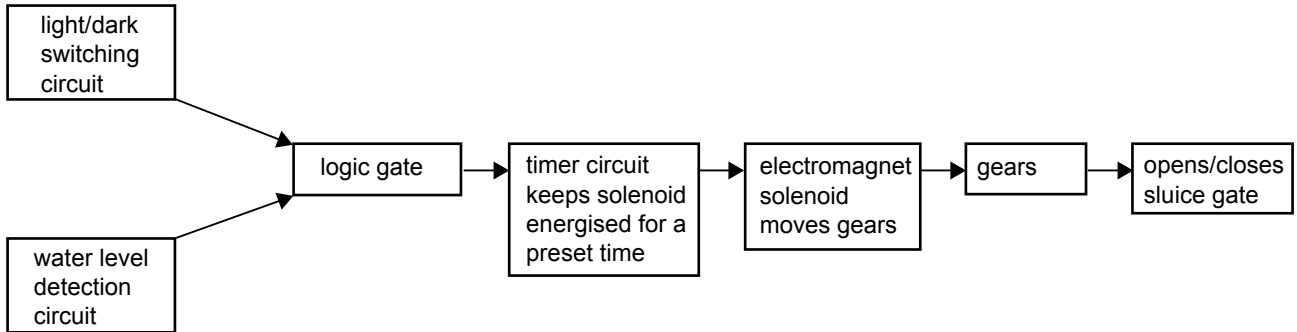 light/dark
switching
circuit
logic gate
timer circuit
keeps solenoid
energised for a
preset time
electromagnet
solenoid
moves gears
gears
opens/closes
sluice gate
water level
detection
circuit